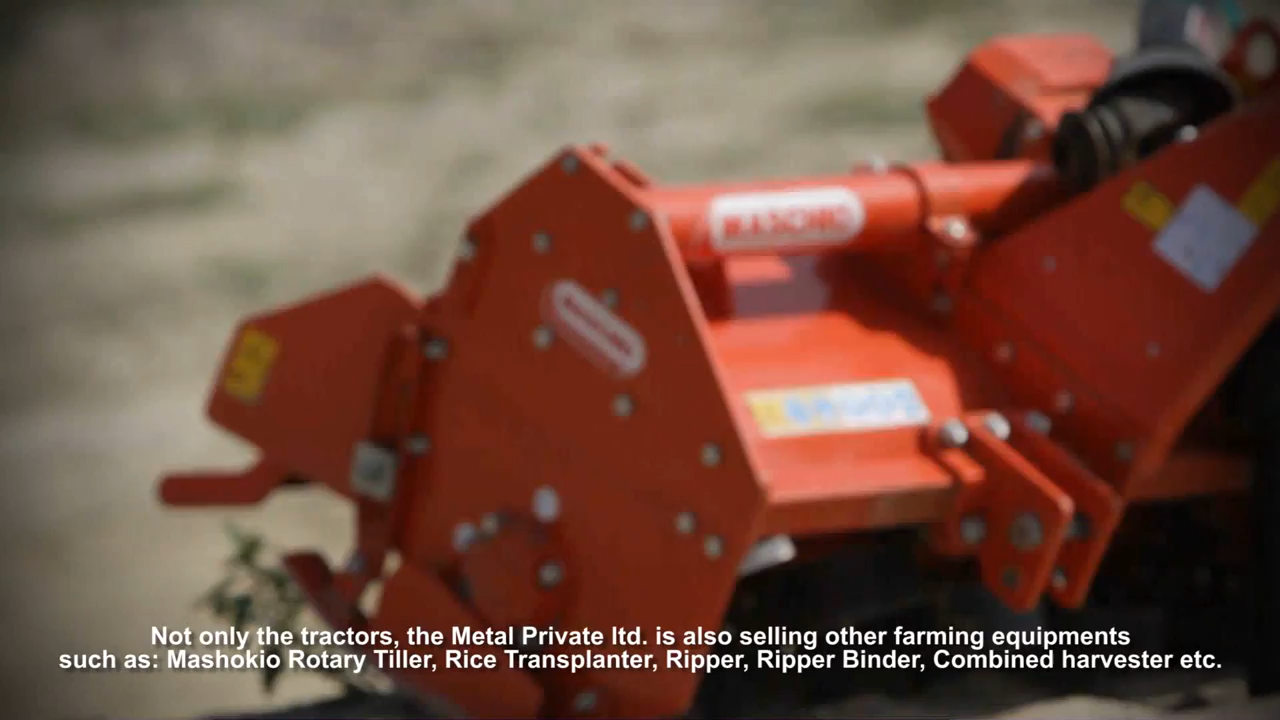 MASCHIO
Not only the tractors, the Metal Private ltd. is also selling other farming equipments
such as: Mashokio Rotary Tiller, Rice Transplanter, Ripper, Ripper Binder, Combined harvester etc.